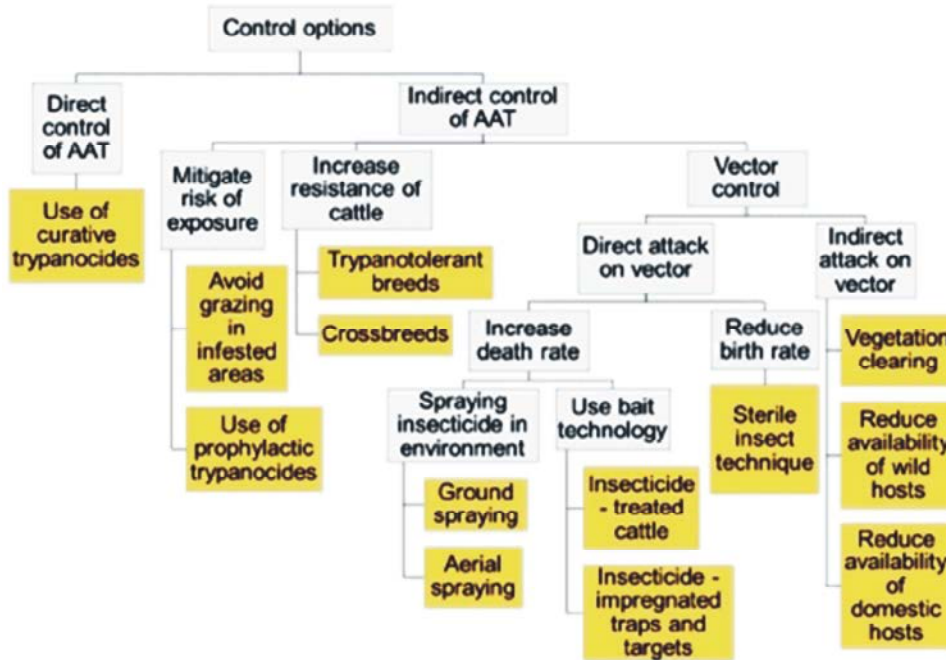 Control options
Direct
control
of AAT
Indirect control
of AAT
Use of
curative
trypanocides
Mitigate
risk of
exposure
Increase
resistance of
cattle
Vector
control
Avoid
grazing
in
infested
areas
Use of
prophylactic
trypanocides
Trypanotolerant
breeds
Crossbreeds
Direct attack
on vector
Indirect
attack on
vector
Increase
death rate
Reduce
birth rate
Spraying
insecticide in
environment
Use bait
technology
Ground
spraying
Aerial
spraying
Insecticide
- treated
cattle
Insecticide -
impregnated
traps and
targets
Sterile
insect
technique
Vegetation
clearing
Reduce
availability
of wild
hosts
Reduce
availability
of
domestic
hosts